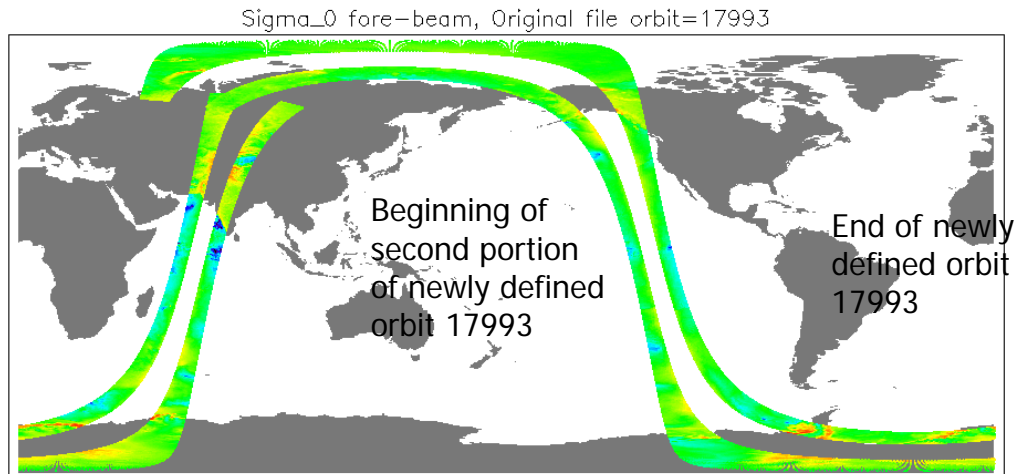 Sigma_0 fore-beam, Original file orbit=17993
Beginning of
second portion
of newly defined
orbit 17993
End of newly
defined orbit
17993